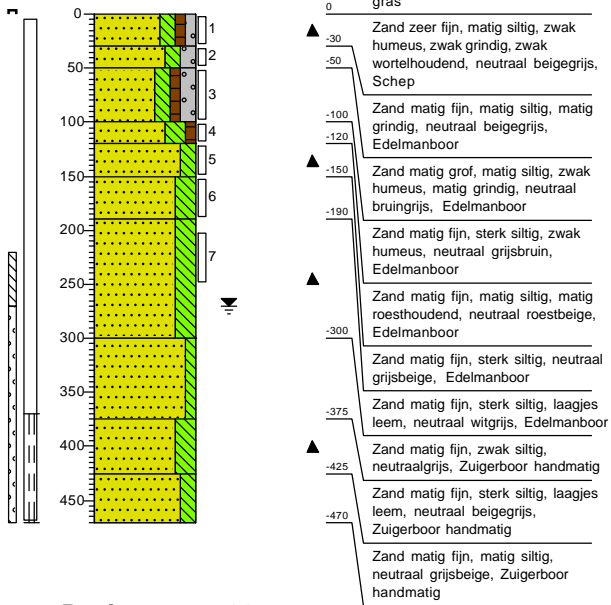 0
50
100
150
200
250
300
350
400
450
1
2
3
4
5
6
7
0
gras
Zand zeer fijn, matig siltig, zwak
humeus, zwak grindig, zwak
wortelhoudend, neutraal beigegrijs,
Schep
-30
Zand matig fijn, matig siltig, matig
grindig, neutraal beigegrijs,
Edelmanboor
-50
Zand matig grof, matig siltig, zwak
humeus, matig grindig, neutraal
bruingrijs, Edelmanboor
-100
Zand matig fijn, sterk siltig, zwak
humeus, neutraal grijsbruin,
Edelmanboor
-120
Zand matig fijn, matig siltig, matig
roesthoudend, neutraal roestbeige,
Edelmanboor
-150
Zand matig fijn, sterk siltig, neutraal
grijsbeige, Edelmanboor
-190
Zand matig fijn, sterk siltig, laagjes
leem, neutraal witgrijs, Edelmanboor
-300
Zand matig fijn, zwak siltig,
neutraalgrijs, Zuigerboor handmatig
-375
Zand matig fijn, sterk siltig, laagjes
leem, neutraal beigegrijs,
Zuigerboor handmatig
-425
Zand matig fijn, matig siltig,
neutraal grijsbeige, Zuigerboor
handmatig
-470